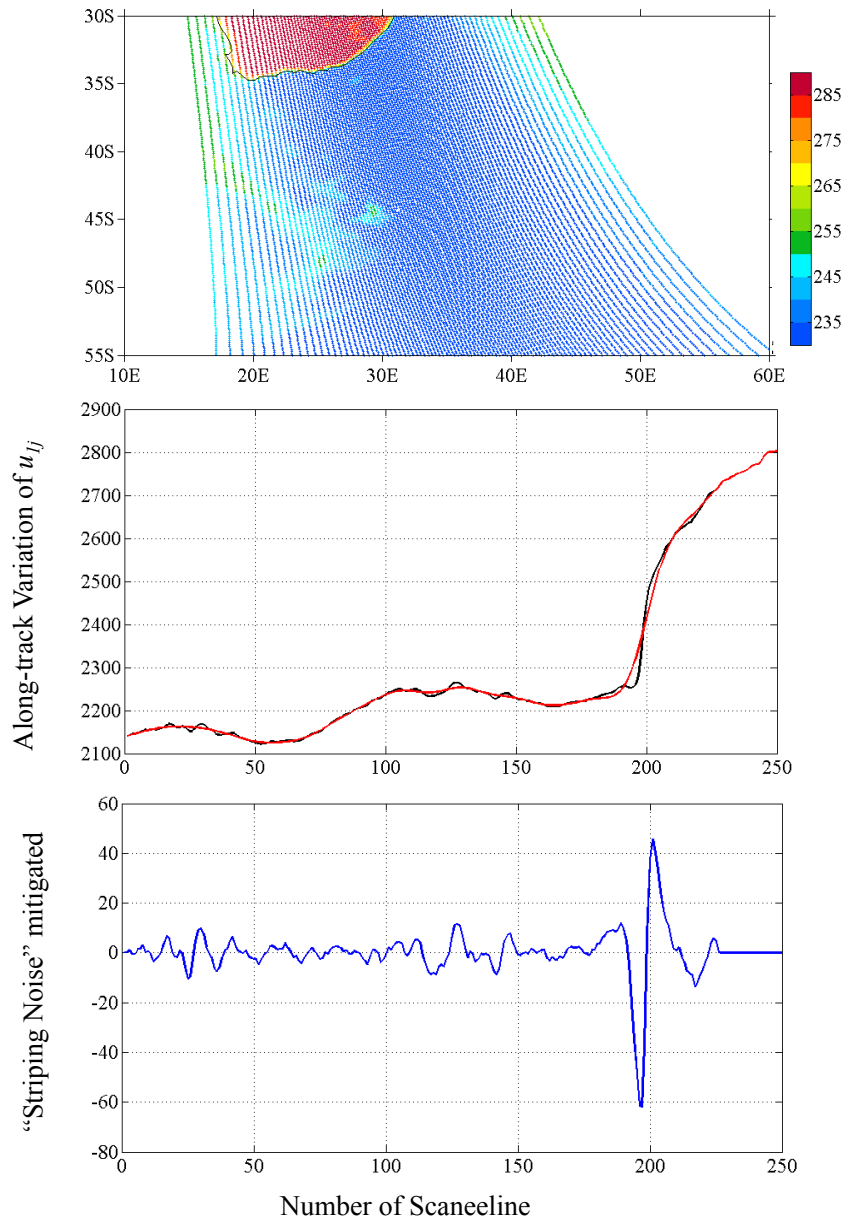 30S
35S
40S
45S
50S
55S
10E 20E 30E 40E 50E 60E
285
275
265
255
245
235
Along-track Variation of u1j
2900
2800
2700
2600
2500
2400
2300
2200
2100
0 50 100 150 200 250
“Striping Noise” mitigated
60
40
20
0
-20
-40
-60
-80
0 50 100 150 200 250
Number of Scaneeline